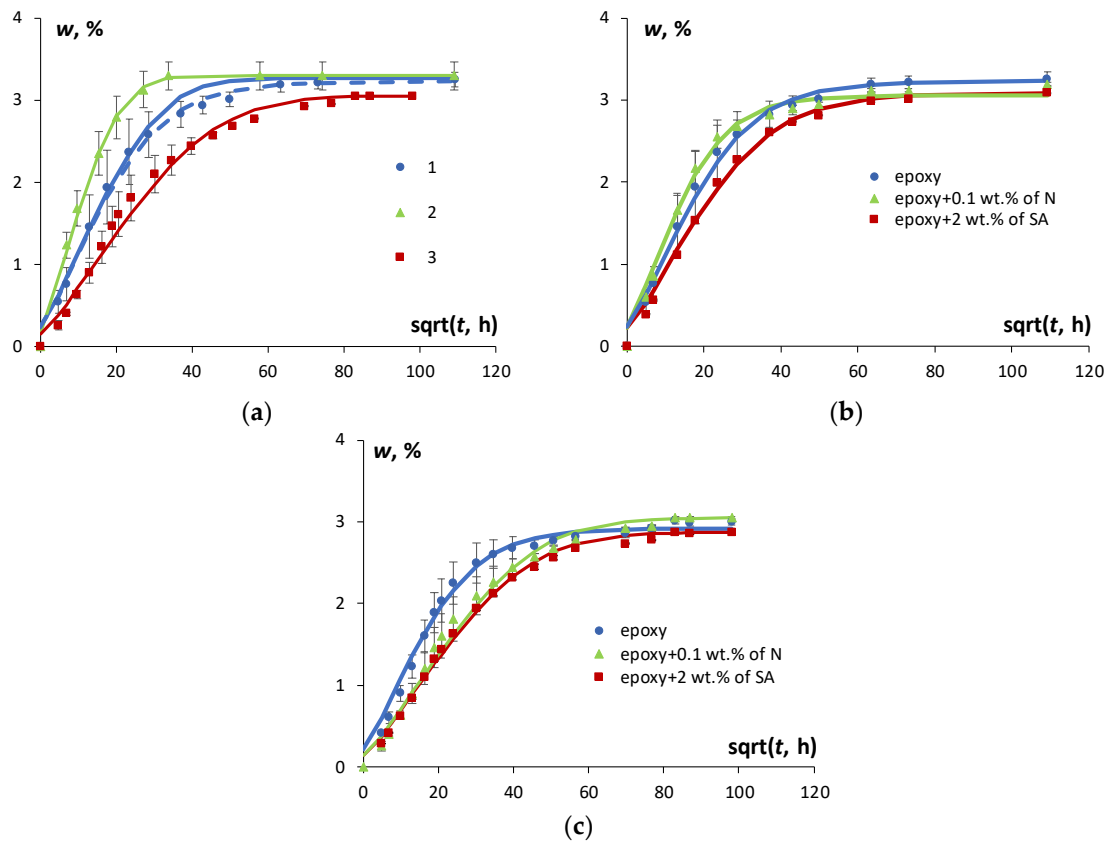 w, %
4
3
2
1
0
1
2
3
sqrt(t, h)
0 20 40 60 80 100 120
(a)
w, %
4
3
2
1
0
epoxy
epoxy+0.1 wt.% of N
epoxy+2 wt.% of SA
sqrt(t, h)
0 20 40 60 80 100 120
(b)
w, %
4
3
2
1
0
epoxy
epoxy+0.1 wt.% of N
epoxy+2 wt.% of SA
sqrt(t, h)
0 20 40 60 80 100 120
(c)